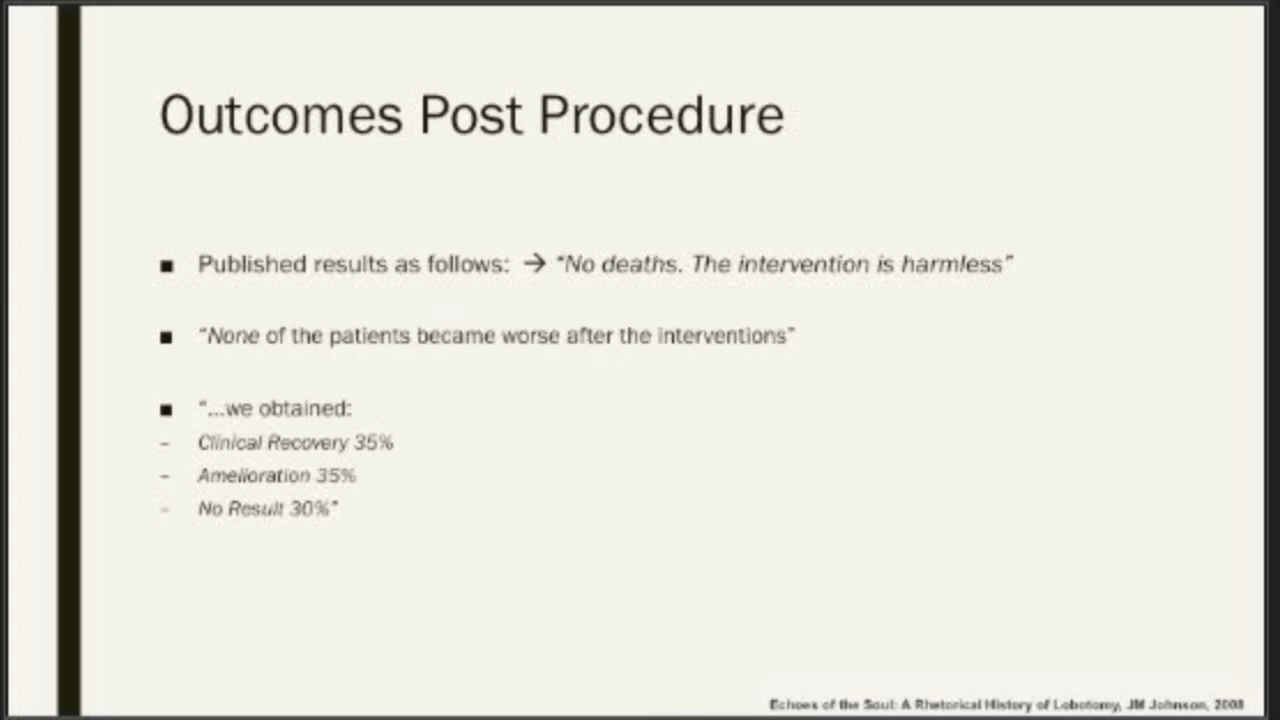 Outcomes Post Procedure
■ Published results as follows: → “No deaths. The intervention is harmless”
■ “None of the patients became worse after the interventions”
■ “...we obtained:
– Clinical Recovery 35%
– Amelioration 35%
– No Result 30%”
Echoes of the Soul: A Rhetorical History of Lobotomy, JM Johnson, 2008